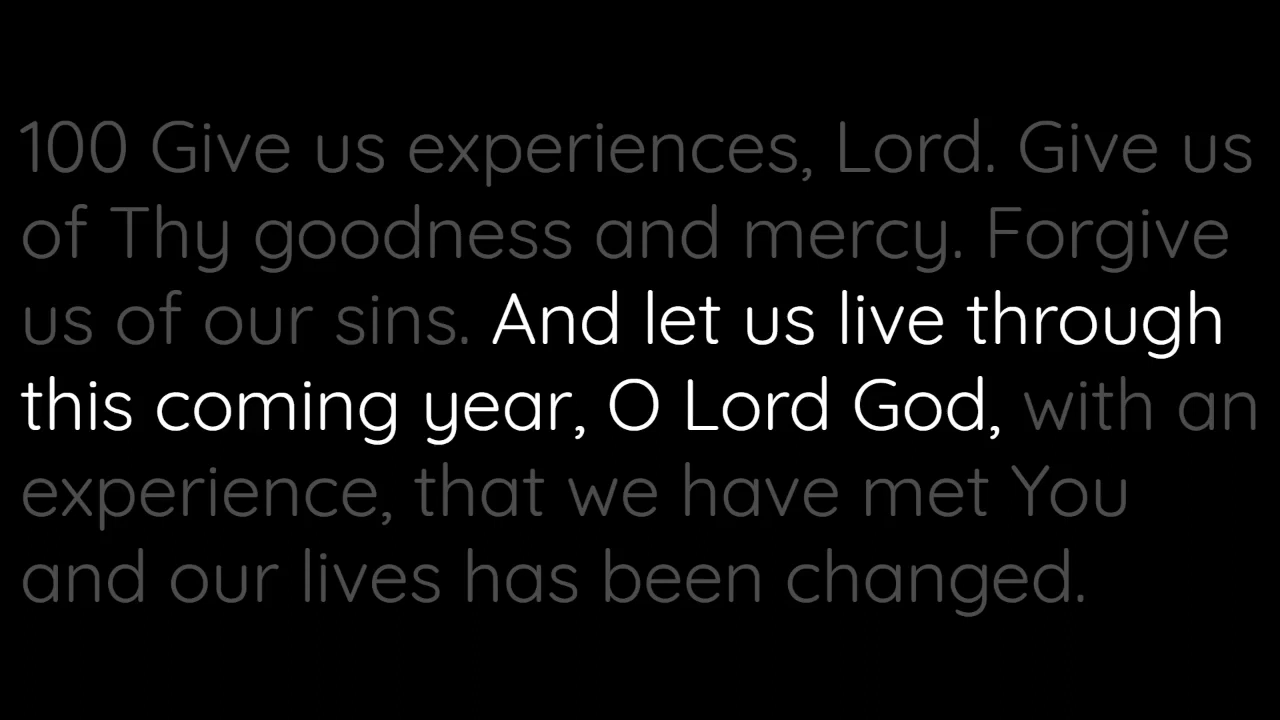 100 Give us experiences, Lord. Give us
of Thy goodness and mercy. Forgive
us of our sins. And let us live through
this coming year, O Lord God, with an
experience, that we have met You
and our lives has been changed.